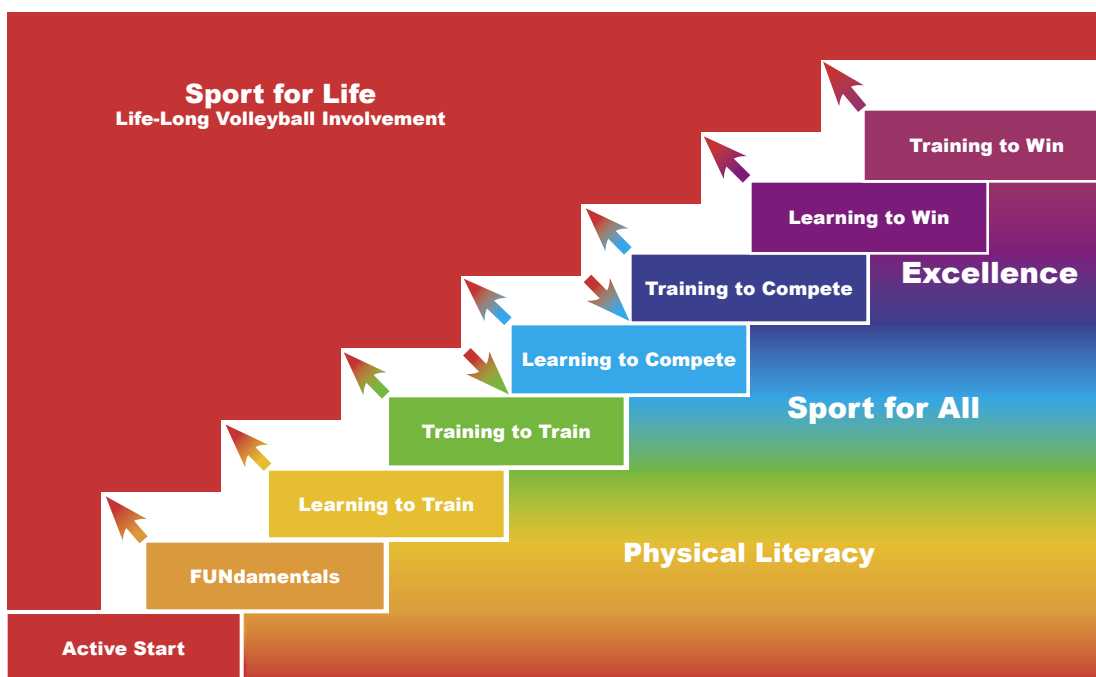 Sport for Life
Life-Long Volleyball Involvement
Training to Win
Learning to Win
Excellence
Training to Compete
Learning to Compete
Sport for All
Training to Train
Learning to Train
Physical Literacy
FUNdamentals
Active Start